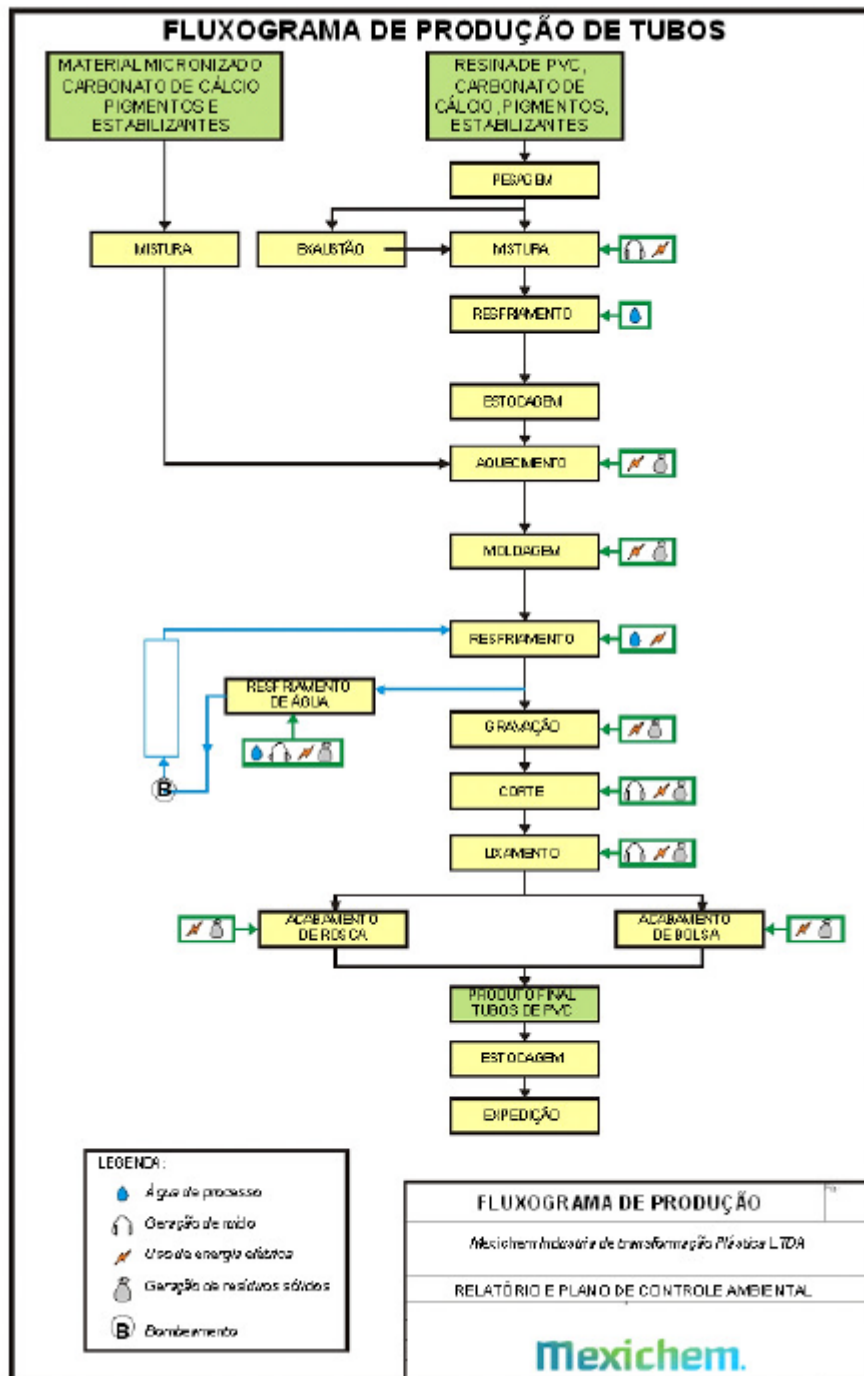 FLUXOGRAMA DE PRODUÇÃO DE TUBOS
MATERIAL MICRONIZADO
CARBONATO DE CÁLCIO
PIGMENTOS E
ESTABILIZANTES
RESINA DE PVC,
CARBONATO DE
CÁLCIO, PIGMENTOS,
ESTABILIZANTES
PESAGEM
MISTURA
EXAUSTÃO
MISTURA
RESFRIAMENTO
ESTOCAGEM
AQUECIMENTO
MOLDAGEM
RESFRIAMENTO
RESFRIAMENTO
DE ÁGUA
GRAVAÇÃO
B
CORTE
LIXAMENTO
ACABAMENTO
DE ROSCA
ACABAMENTO
DE BOLSA
PRODUTO FINAL
TUBOS DE PVC
ESTOCAGEM
EXPEDIÇÃO
LEGENDA:
Água de processo
Geração de ruído
Uso de energia elétrica
Geração de resíduos sólidos
B Bombeamento
FLUXOGRAMA DE PRODUÇÃO
Mexichem Industria de transformação Plástica LTDA
RELATÓRIO E PLANO DE CONTROLE AMBIENTAL
Mexichem.